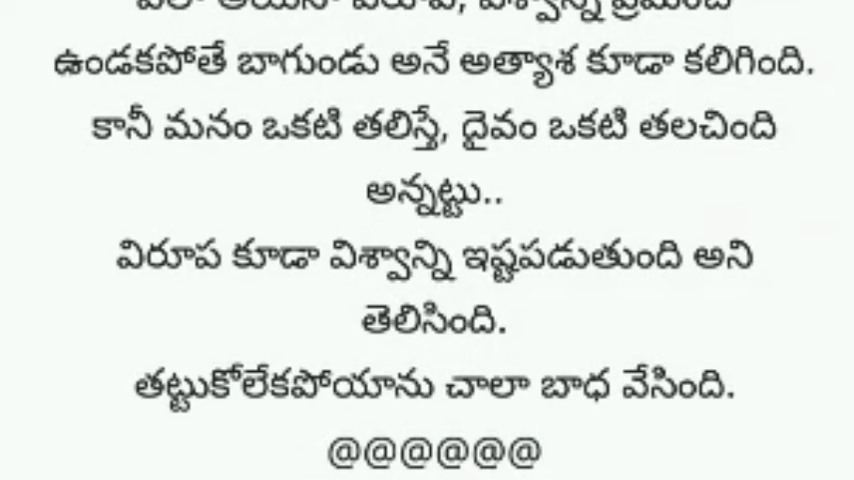 ఉండకపోతే బాగుండు అనే అత్యాశ కూడా కలిగింది.
కానీ మనం ఒకటి తలిస్తే, దైవం ఒకటి తలచింది
అన్నట్టు..
విరూప కూడా విశ్వాన్ని ఇష్టపడుతుంది అని
తెలిసింది.
తట్టుకోలేకపోయాను చాలా బాధ వేసింది.
@@@@@@